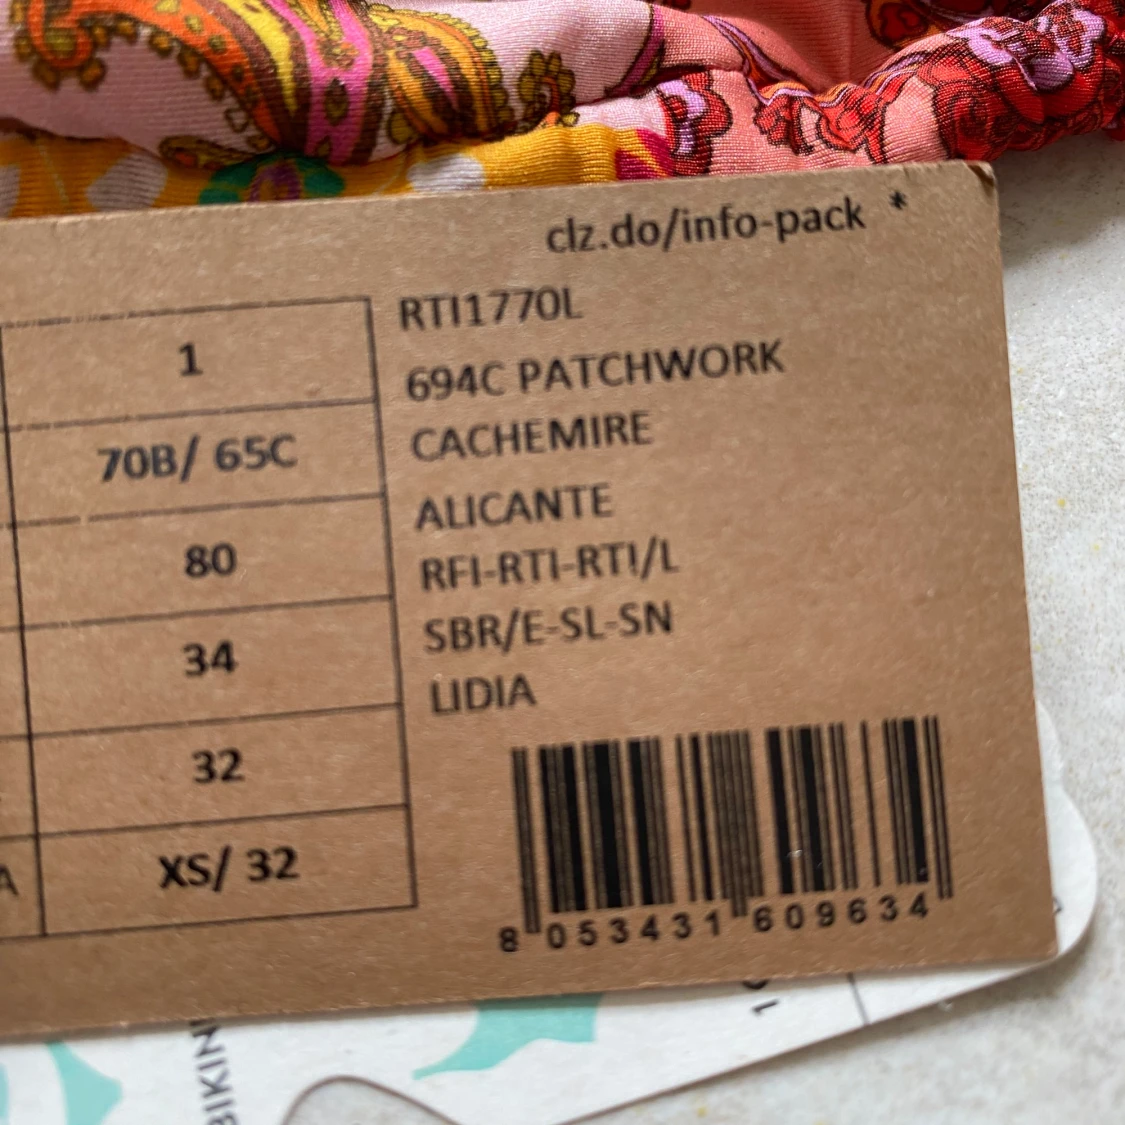 clz.do/info-pack *
1
70B/ 65C
80
34
32
XS/ 32
A
RTI1770L
694C PATCHWORK
CACHEMIRE
ALICANTE
RFI-RTI-RTI/L
SBR/E-SL-SN
LIDIA
8 053431 609634
BIKIN